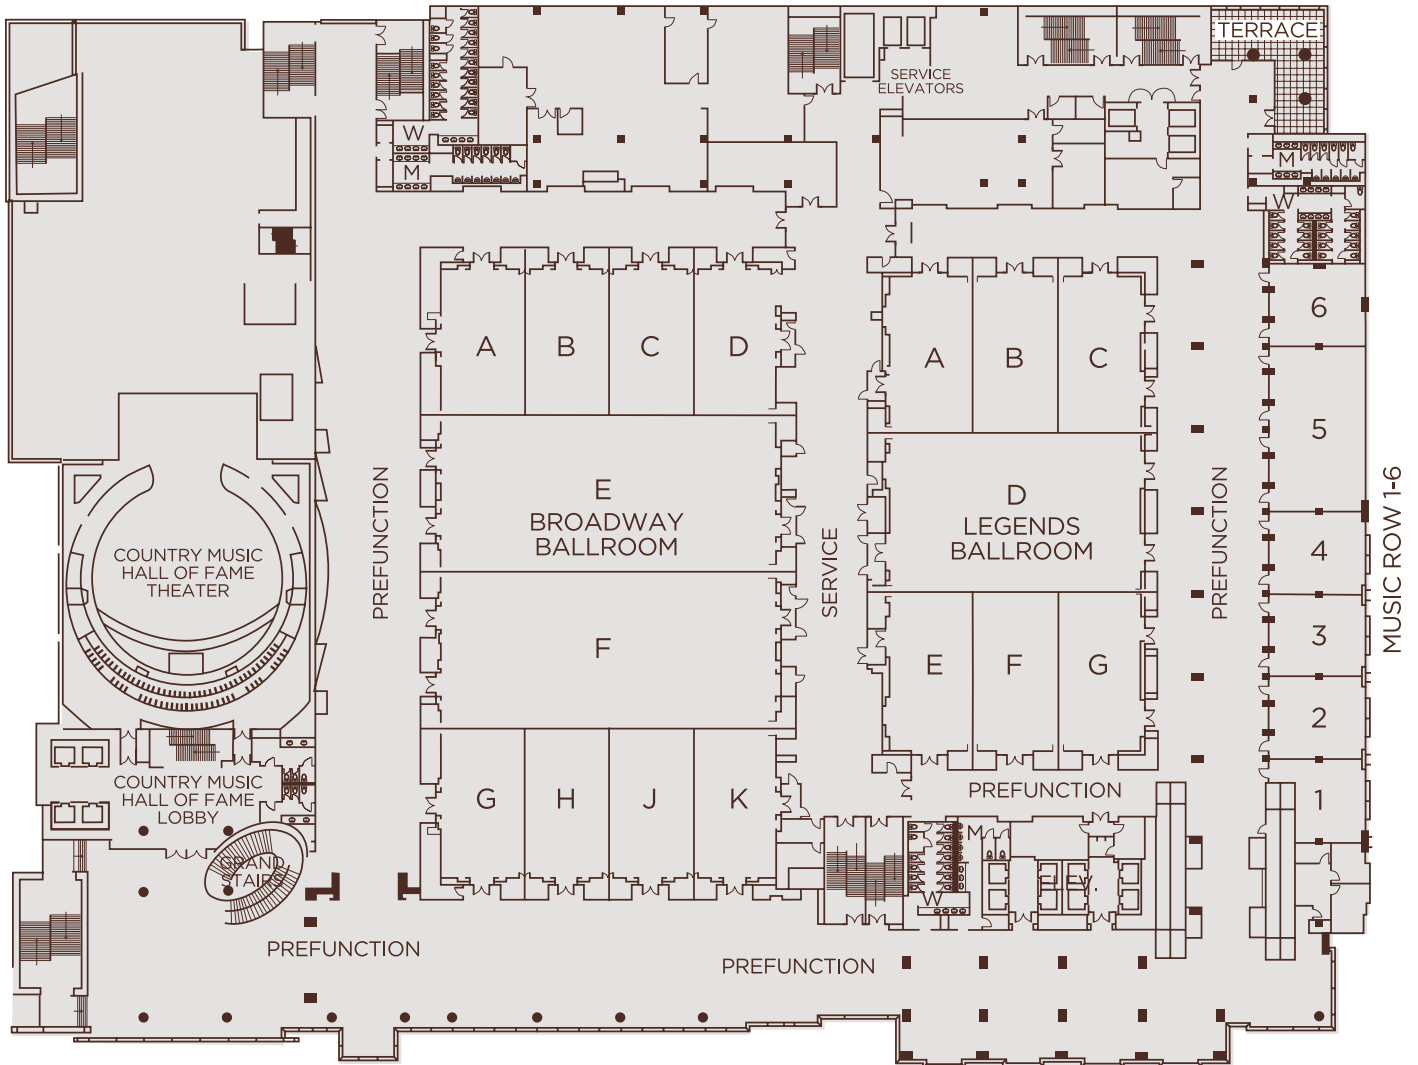 TERRACE
SERVICE
ELEVATORS
W
M
M
W
6
A
B
C
D
A
B
C
5
PREFUNCTION
E
BROADWAY
BALLROOM
D
LEGENDS
BALLROOM
PREFUNCTION
COUNTRY MUSIC
HALL OF FAME
THEATER
SERVICE
4
MUSIC ROW 1-6
F
E
F
G
3
2
COUNTRY MUSIC
HALL OF FAME
LOBBY
G
H
J
K
PREFUNCTION
1
GRAND
STAIRS
M
ELEV.
W
PREFUNCTION
PREFUNCTION